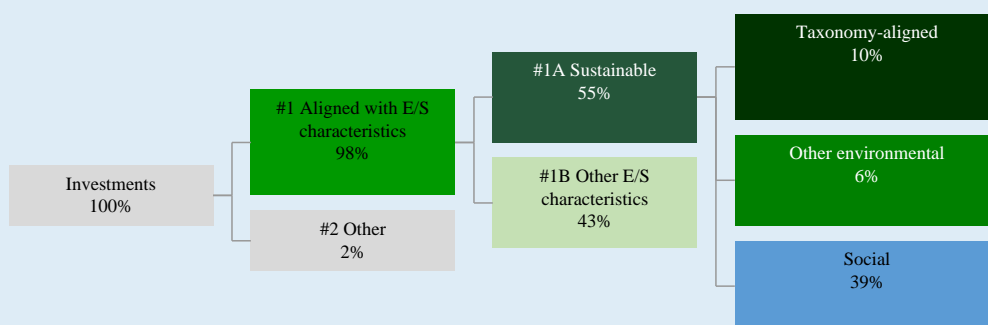 Investments
100%
#1 Aligned with E/S
characteristics
98%
#2 Other
2%
#1A Sustainable
55%
#1B Other E/S
characteristics
43%
Taxonomy-aligned
10%
Other environmental
6%
Social
39%